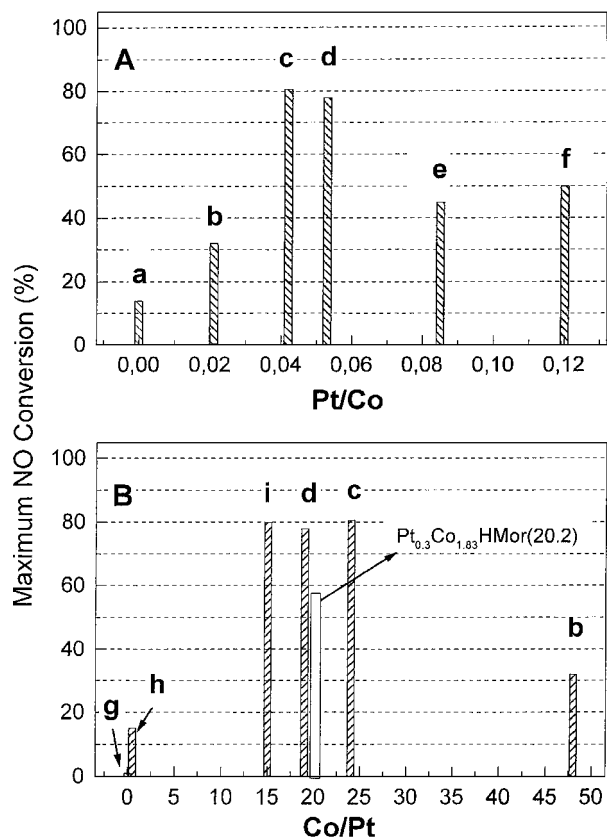 100
80
60
40
20
0
A
a
b
c
d
e
f
0,00 0,02 0,04 0,06 0,08 0,10 0,12
Pt/Co
Maximum NO Conversion (%)
100
80
60
40
20
0
B
g
h
i
d
c
b
Pt0.3Co1.83HMor(20.2)
0 5 10 15 20 25 30 35 40 45 50
Co/Pt